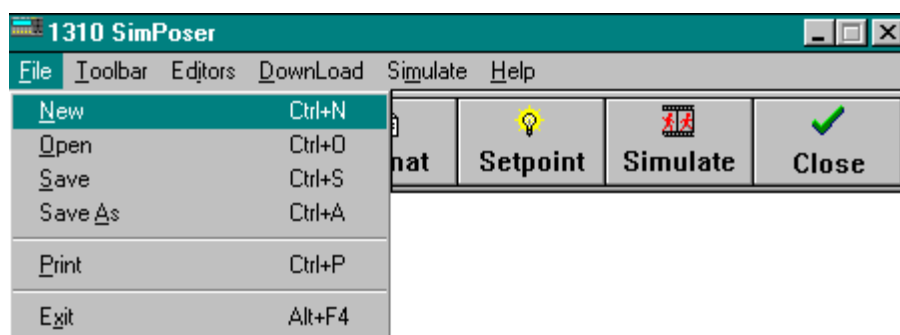 1310 SimPoser
File Toolbar Editors DownLoad Simulate Help
New Ctrl+N
Open Ctrl+O
Save Ctrl+S
Save As Ctrl+A
Print Ctrl+P
Exit Alt+F4
Setpoint Simulate Close